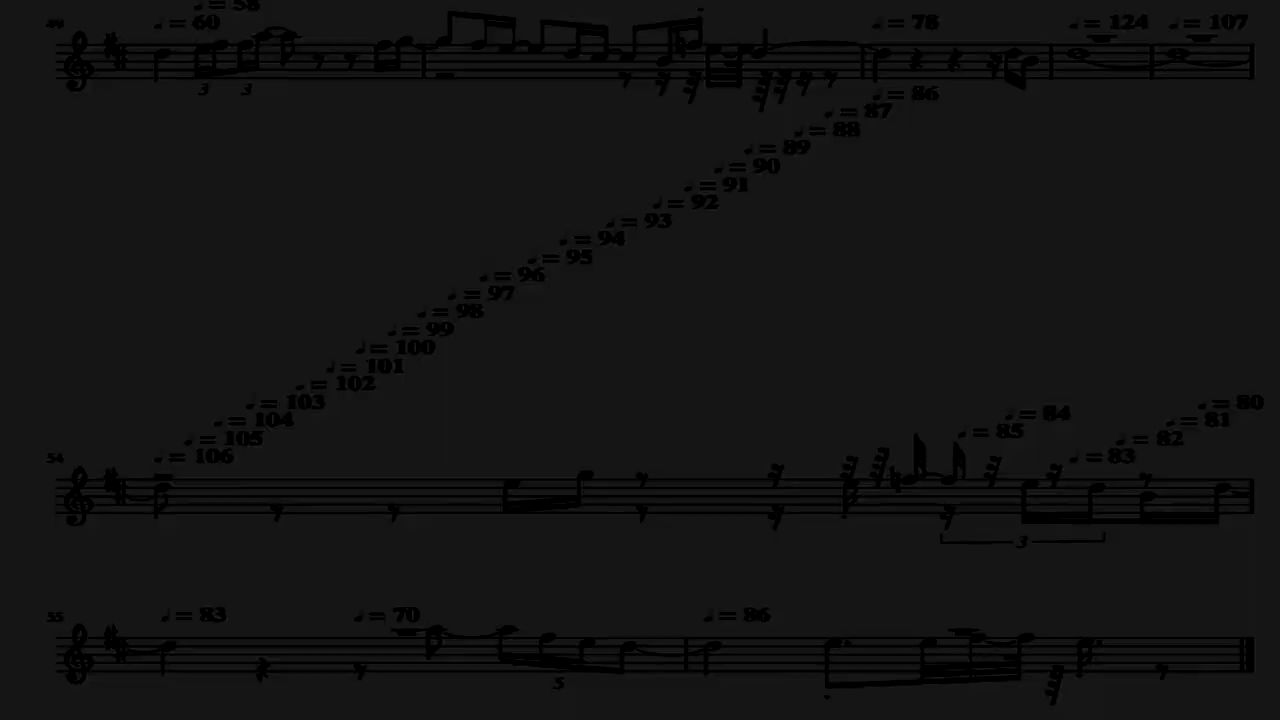 ♩ = 58
49 ♩ = 60 ♩ = 78 ♩ = 124 ♩ = 107
3 3
♩ = 86
♩ = 87
♩ = 88
♩ = 89
♩ = 90
♩ = 91
♩ = 92
♩ = 93
♩ = 94
♩ = 95
♩ = 96
♩ = 97
♩ = 98
♩ = 99
♩ = 100
♩ = 101
♩ = 102
♩ = 103
♩ = 80
♩ = 104 ♩ = 84
♩ = 81
♩ = 105 ♩ = 85 ♩ = 82
54 ♩ = 106 ♩ = 83
3
55 ♩ = 83 ♩ = 70 ♩ = 86
5